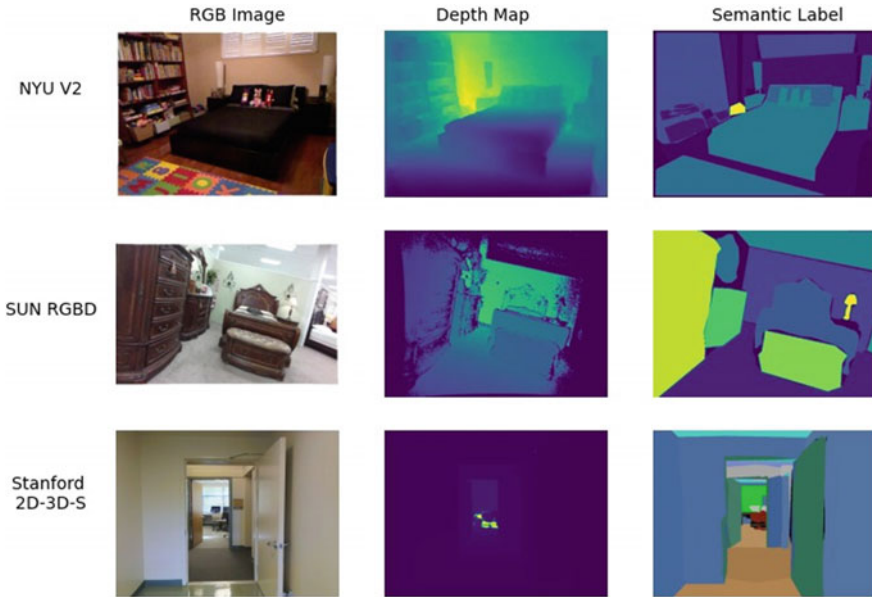 RGB Image Depth Map Semantic Label
NYU V2
SUN RGBD
Stanford
2D-3D-S